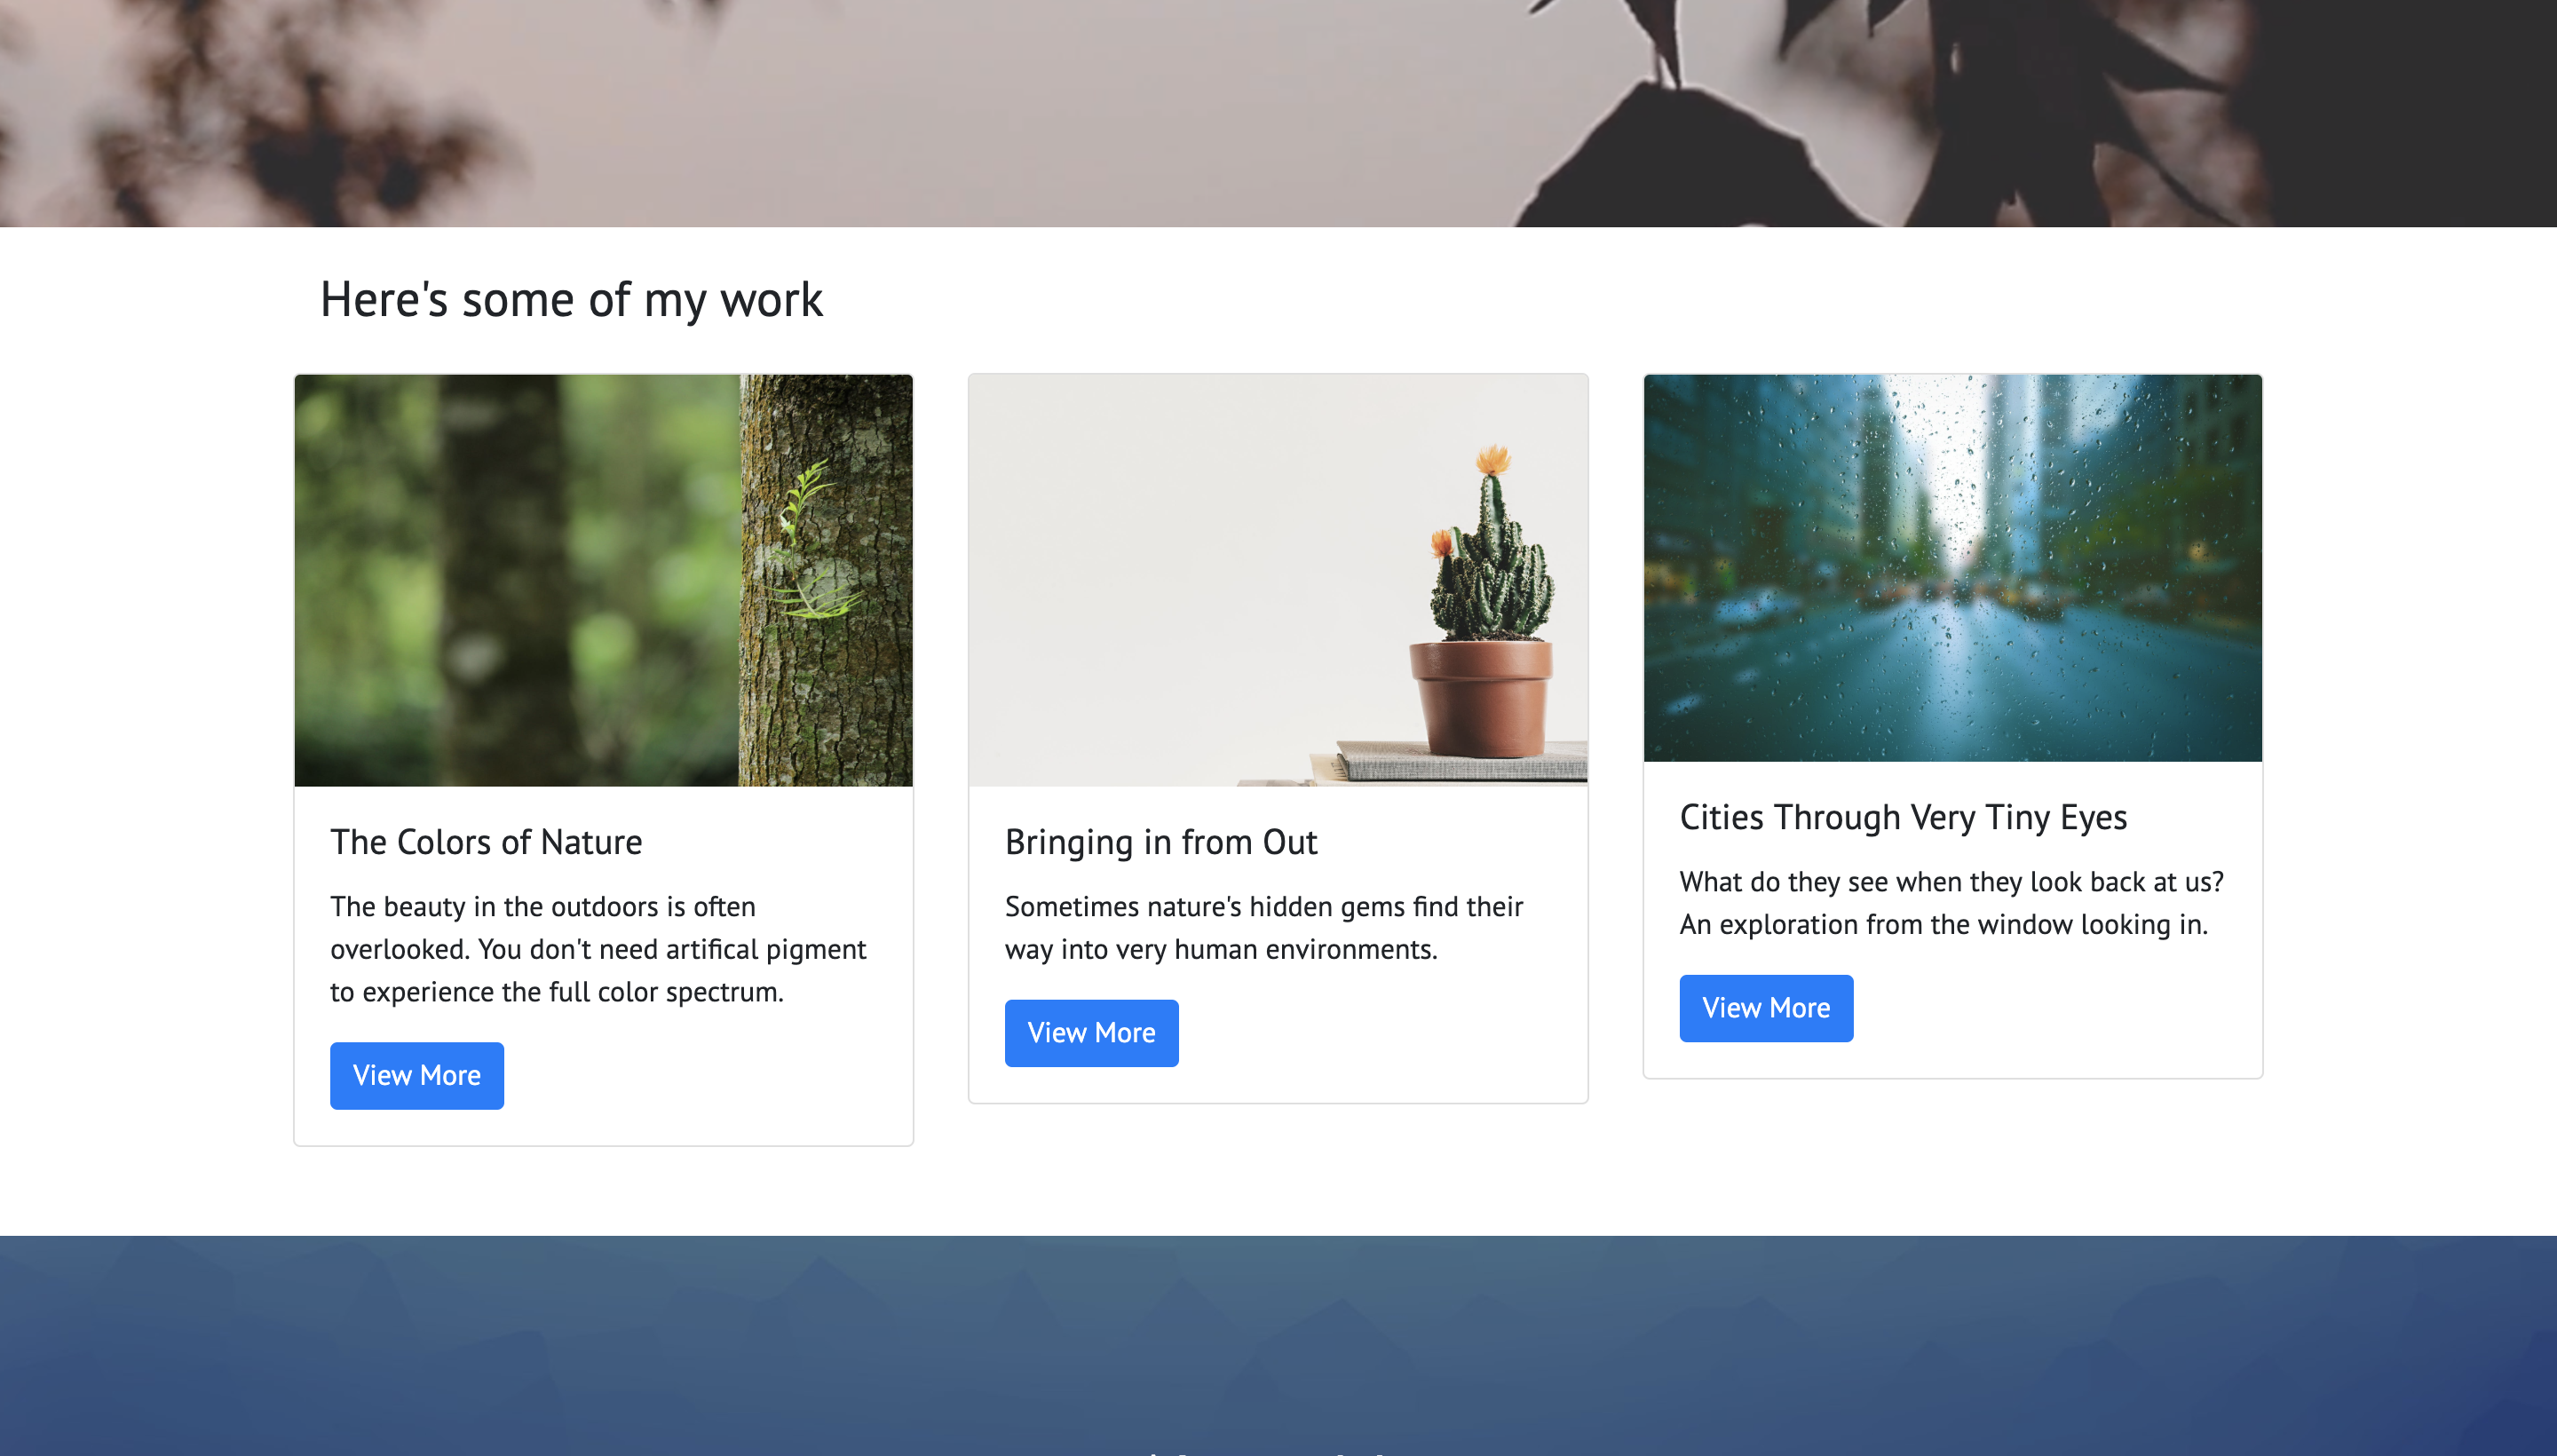 Here's some of my work
The Colors of Nature
The beauty in the outdoors is often
overlooked. You don't need artifical pigment
to experience the full color spectrum.
View More
Bringing in from Out
Sometimes nature's hidden gems find their
way into very human environments.
View More
Cities Through Very Tiny Eyes
What do they see when they look back at us?
An exploration from the window looking in.
View More